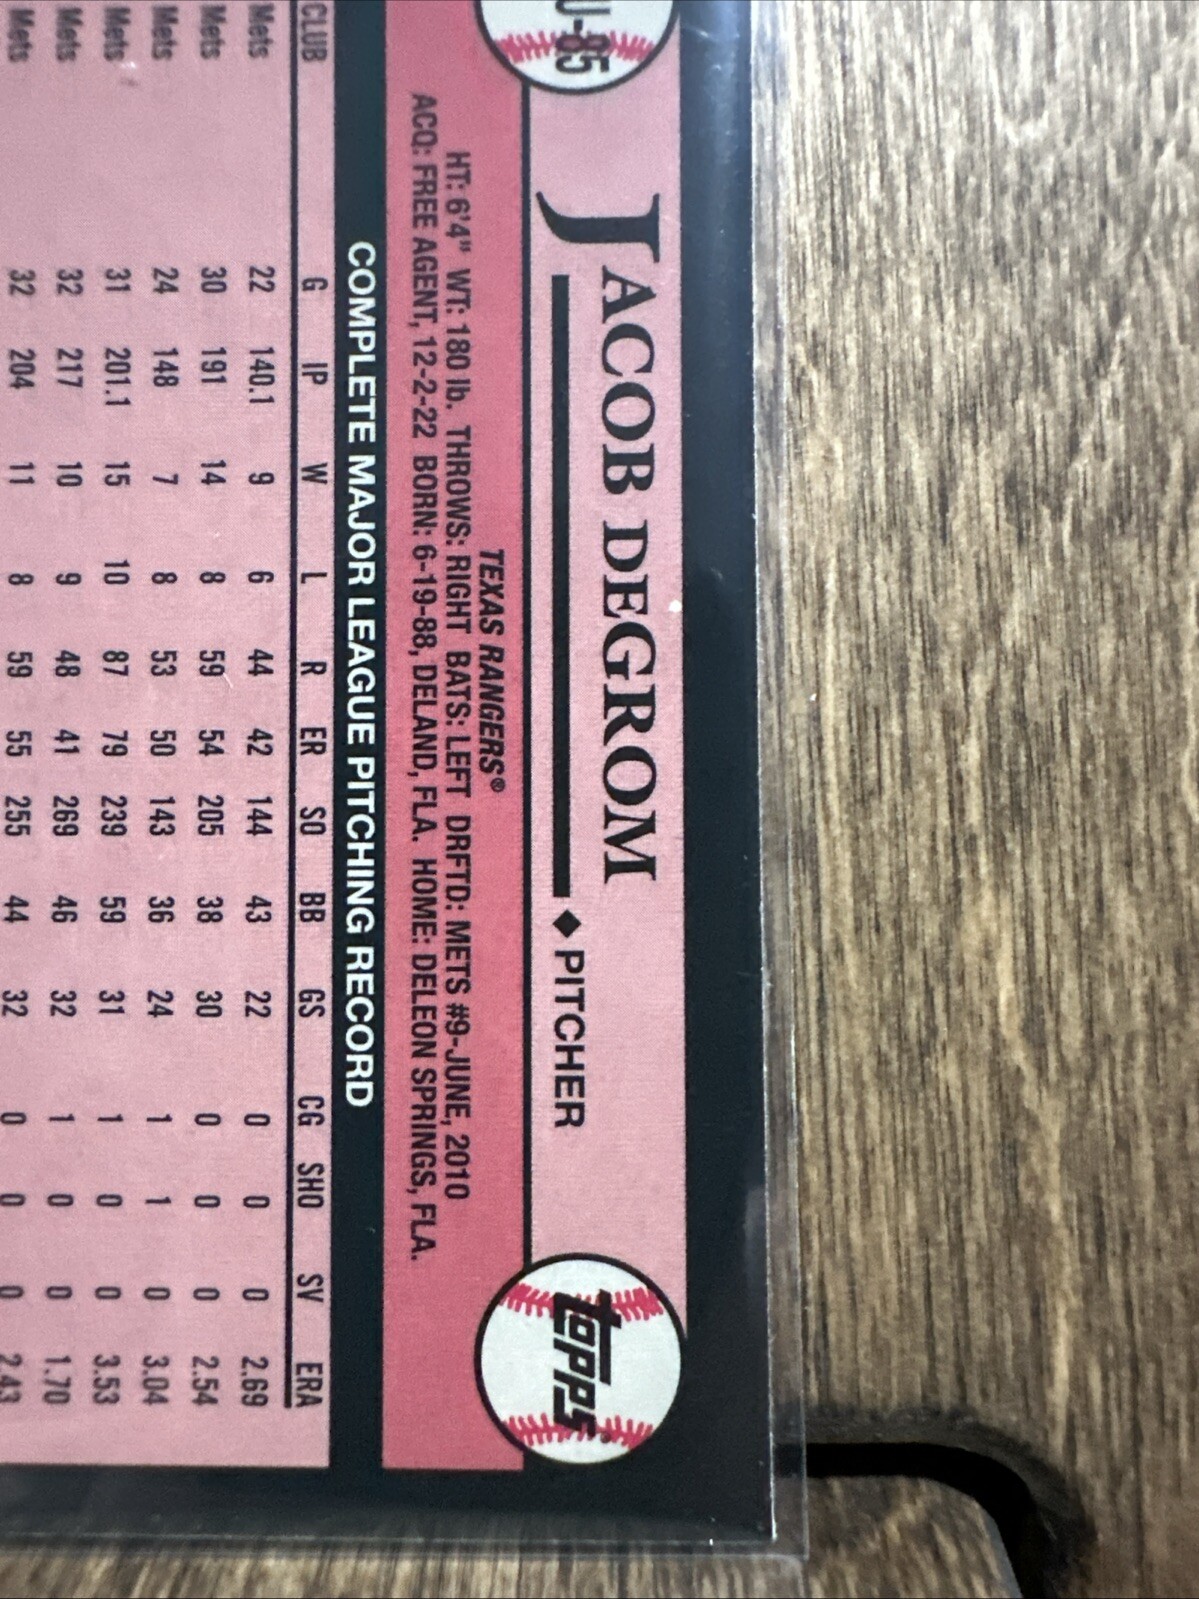 U-85
JACOB DEGROM
◆ PITCHER
topps®
TEXAS RANGERS®
HT: 6'4" WT: 180 lb. THROWS: RIGHT BATS: LEFT DRFTD: METS #9-JUNE, 2010
ACQ: FREE AGENT, 12-2-22 BORN: 6-19-88, DELAND, FLA. HOME: DELEON SPRINGS, FLA.
COMPLETE MAJOR LEAGUE PITCHING RECORD
CLUB G IP W L R ER SO BB GS CG SHO SV ERA
Mets 22 140.1 9 6 44 42 144 43 22 0 0 0 2.69
Mets 30 191 14 8 59 54 205 38 30 0 0 0 2.54
Mets 24 148 7 8 53 50 143 36 24 1 1 0 3.04
Mets 31 201.1 15 10 87 79 239 59 31 1 0 0 3.53
Mets 32 217 10 9 48 41 269 46 32 1 0 0 1.70
Mets 32 204 11 8 59 55 255 44 32 0 0 0 2.43